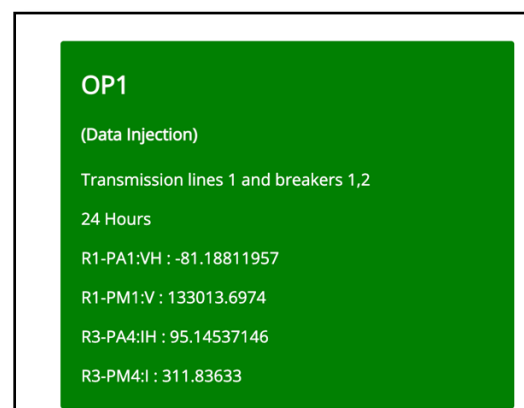 OP1
(Data Injection)
Transmission lines 1 and breakers 1,2
24 Hours
R1-PA1:VH : -81.18811957
R1-PM1:V : 133013.6974
R3-PA4:IH : 95.14537146
R3-PM4:I : 311.83633